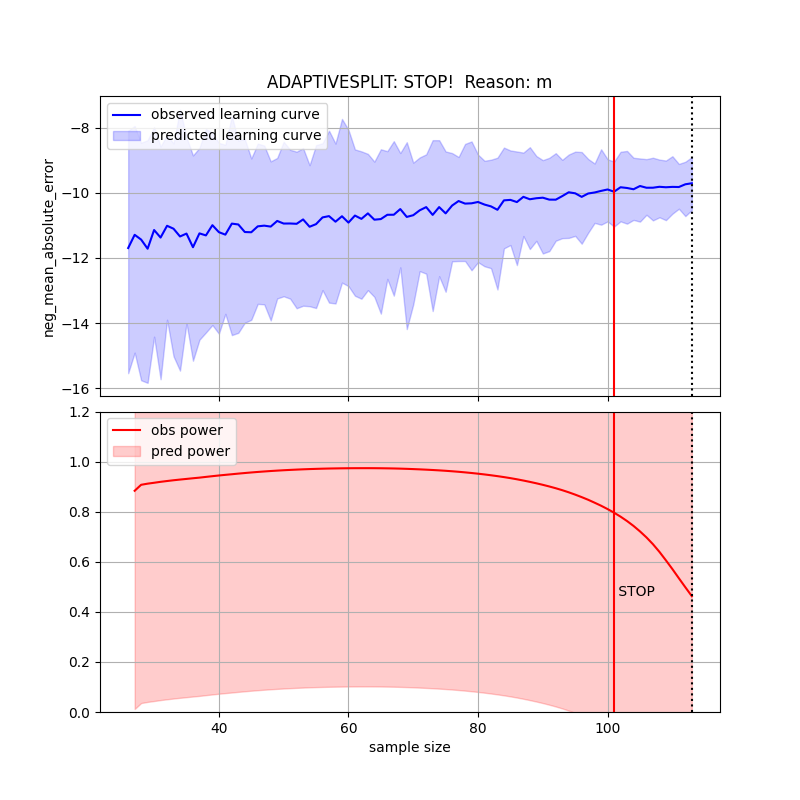 ADAPTIVESPLIT: STOP!  Reason: m
observed learning curve
predicted learning curve
neg_mean_absolute_error
−8
−10
−12
−14
−16
obs power
pred power
1.2
1.0
0.8
0.6
0.4
0.2
0.0
STOP
40 60 80 100
sample size